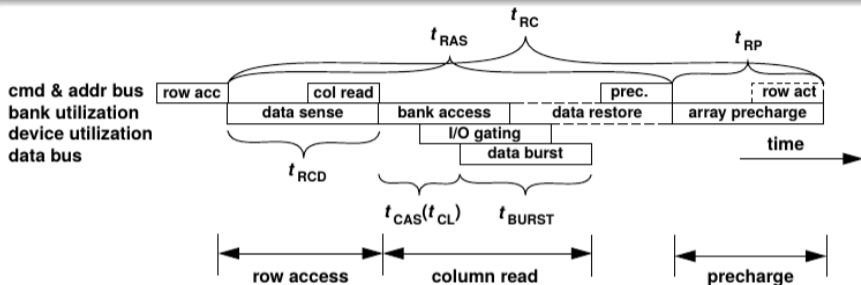 tRC
tRAS
tRP
cmd & addr bus row acc col read prec. row act
bank utilization data sense bank access data restore array precharge
device utilization I/O gating
data bus data burst
time
tRCD
tCAS(tCL) tBURST
row access column read precharge